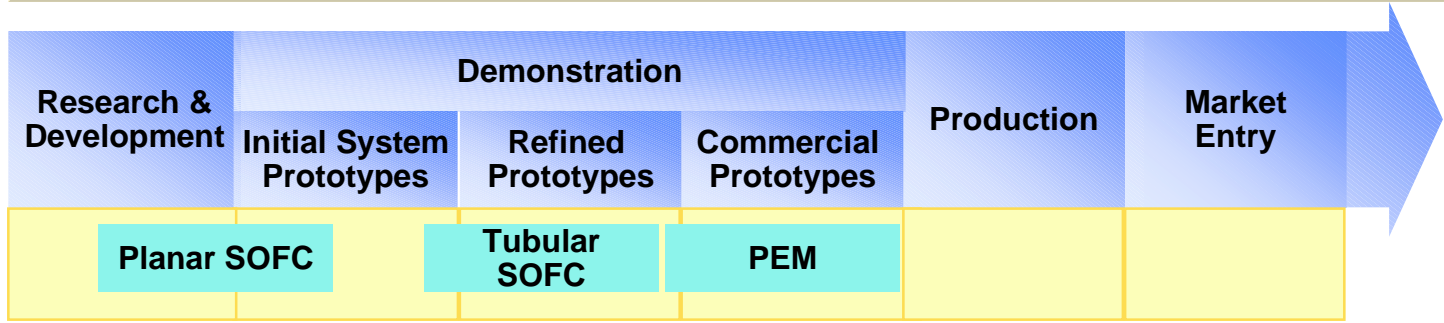 Research &
Development
Demonstration
Initial System
Prototypes
Refined
Prototypes
Commercial
Prototypes
Production
Market
Entry
Planar SOFC
Tubular
SOFC
PEM